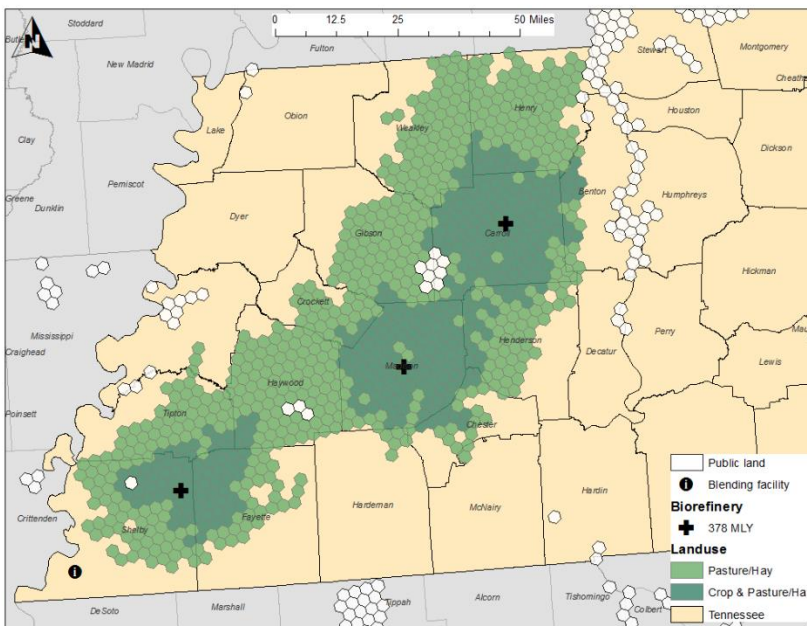 0 12.5 25 50 Miles
N
Stoddard
Butler
New Madrid
Fulton
Stewart
Montgomery
Cheath
Lake
Obion
Weakley
Henry
Houston
Clay
Dickson
Pemiscot
Greene
Dunklin
Dyer
Gibson
Carroll
Benton
Humphreys
Hickman
Crockett
Mississippi
Craighead
Madison
Henderson
Decatur
Perry
Mau
Lewis
Haywood
Poinsett
Tipton
Chester
Crittenden
Shelby
Fayette
Hardeman
McNairy
Hardin
DeSoto
Marshall
Tippah
Alcorn
Tishomingo
Colbert
Public land
Blending facility
Biorefinery
378 MLY
Landuse
Pasture/Hay
Crop & Pasture/Ha
Tennessee